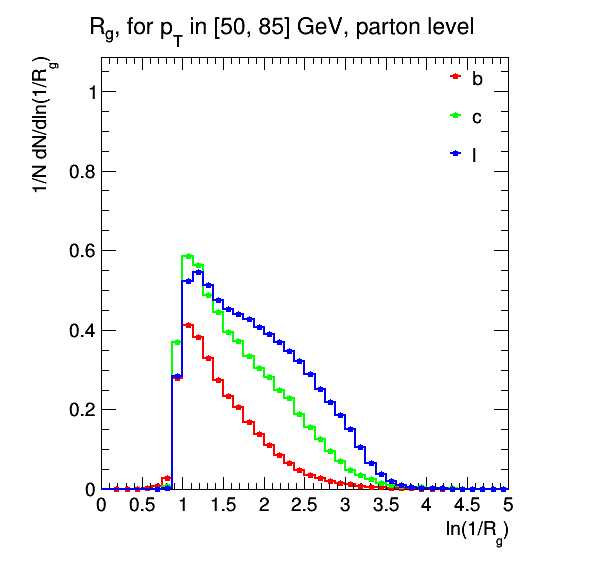 R_g, for p_T in [50, 85] GeV, parton level
1/N dN/dln(1/R_g)
b
c
l
1
0.8
0.6
0.4
0.2
0
0 0.5 1 1.5 2 2.5 3 3.5 4 4.5 5
ln(1/R_g)